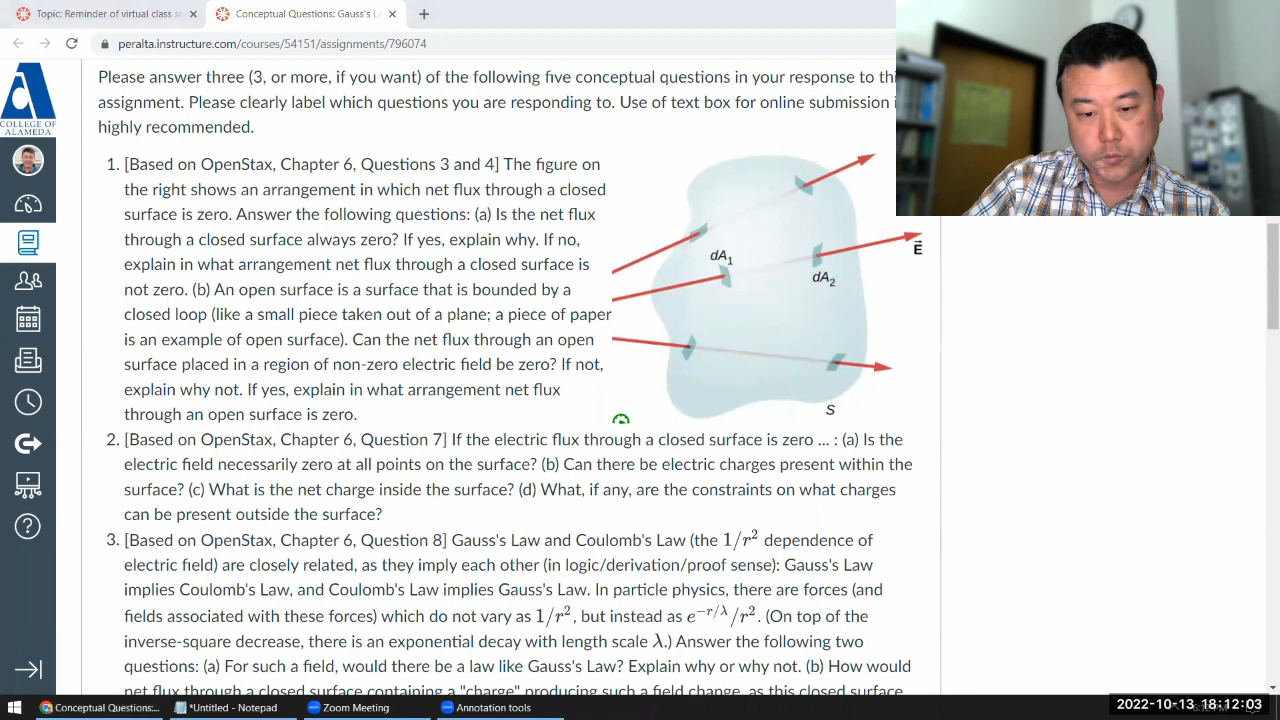 Topic: Reminder of virtual class se
Conceptual Questions: Gauss's La
peralta.instructure.com/courses/54151/assignments/796074
COLLEGE OF
ALAMEDA
Please answer three (3, or more, if you want) of the following five conceptual questions in your response to thi
assignment. Please clearly label which questions you are responding to. Use of text box for online submission i
highly recommended.
1. [Based on OpenStax, Chapter 6, Questions 3 and 4] The figure on
the right shows an arrangement in which net flux through a closed
surface is zero. Answer the following questions: (a) Is the net flux
through a closed surface always zero? If yes, explain why. If no,
explain in what arrangement net flux through a closed surface is
not zero. (b) An open surface is a surface that is bounded by a
closed loop (like a small piece taken out of a plane; a piece of paper
is an example of open surface). Can the net flux through an open
surface placed in a region of non-zero electric field be zero? If not,
explain why not. If yes, explain in what arrangement net flux
through an open surface is zero.
dA₁
dA₂
E⃗
S
2. [Based on OpenStax, Chapter 6, Question 7] If the electric flux through a closed surface is zero ... : (a) Is the
electric field necessarily zero at all points on the surface? (b) Can there be electric charges present within the
surface? (c) What is the net charge inside the surface? (d) What, if any, are the constraints on what charges
can be present outside the surface?
3. [Based on OpenStax, Chapter 6, Question 8] Gauss's Law and Coulomb's Law (the 1/r² dependence of
electric field) are closely related, as they imply each other (in logic/derivation/proof sense): Gauss's Law
implies Coulomb's Law, and Coulomb's Law implies Gauss's Law. In particle physics, there are forces (and
fields associated with these forces) which do not vary as 1/r², but instead as e^{-r/λ}/r². (On top of the
inverse-square decrease, there is an exponential decay with length scale λ.) Answer the following two
questions: (a) For such a field, would there be a law like Gauss's Law? Explain why or why not. (b) How would
net flux through a closed surface containing a "charge" producing such a field change, as this closed surface
Conceptual Questions:...
*Untitled - Notepad
Zoom Meeting
Annotation tools
2022-10-13 18:12:03